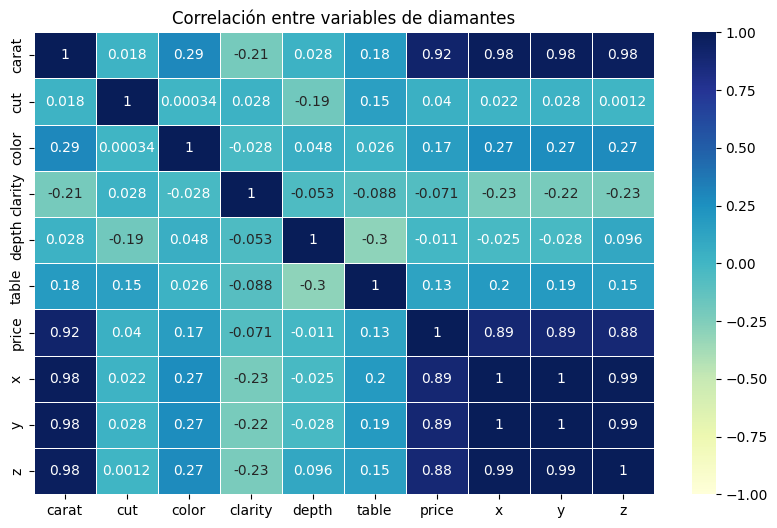 Correlación entre variables de diamantes
carat 1 0.018 0.29 -0.21 0.028 0.18 0.92 0.98 0.98 0.98
cut 0.018 1 0.00034 0.028 -0.19 0.15 0.04 0.022 0.028 0.0012
color 0.29 0.00034 1 -0.028 0.048 0.026 0.17 0.27 0.27 0.27
clarity -0.21 0.028 -0.028 1 -0.053 -0.088 -0.071 -0.23 -0.22 -0.23
depth 0.028 -0.19 0.048 -0.053 1 -0.3 -0.011 -0.025 -0.028 0.096
table 0.18 0.15 0.026 -0.088 -0.3 1 0.13 0.2 0.19 0.15
price 0.92 0.04 0.17 -0.071 -0.011 0.13 1 0.89 0.89 0.88
x 0.98 0.022 0.27 -0.23 -0.025 0.2 0.89 1 1 0.99
y 0.98 0.028 0.27 -0.22 -0.028 0.19 0.89 1 1 0.99
z 0.98 0.0012 0.27 -0.23 0.096 0.15 0.88 0.99 0.99 1
carat cut color clarity depth table price x y z
1.00
0.75
0.50
0.25
0.00
−0.25
−0.50
−0.75
−1.00